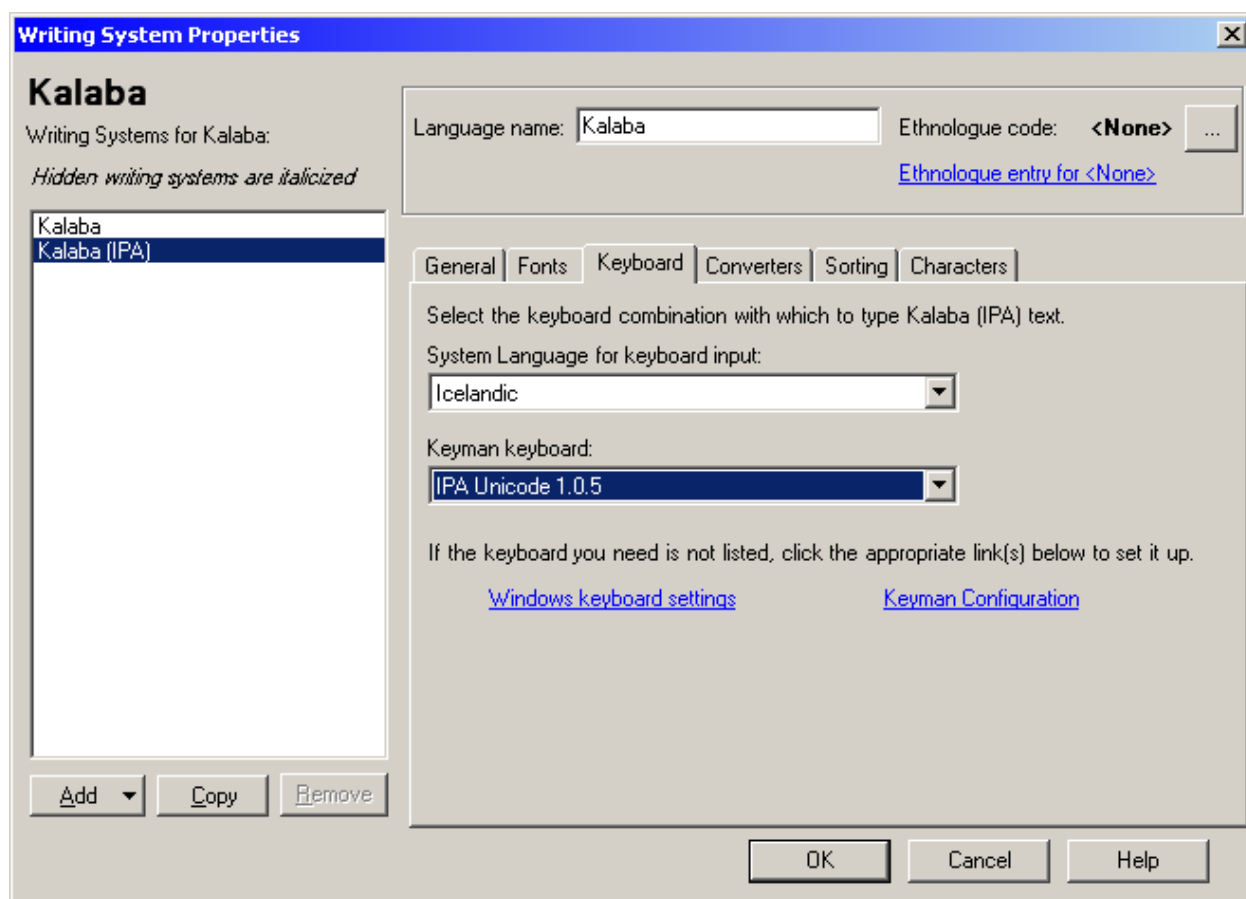 Writing System Properties
Kalaba
Writing Systems for Kalaba:
Hidden writing systems are italicized
Kalaba
Kalaba (IPA)
Add
Copy
Remove
Language name:
Kalaba
Ethnologue code:
<None>
...
Ethnologue entry for <None>
General
Fonts
Keyboard
Converters
Sorting
Characters
Select the keyboard combination with which to type Kalaba (IPA) text.
System Language for keyboard input:
Icelandic
Keyman keyboard:
IPA Unicode 1.0.5
If the keyboard you need is not listed, click the appropriate link(s) below to set it up.
Windows keyboard settings
Keyman Configuration
OK
Cancel
Help